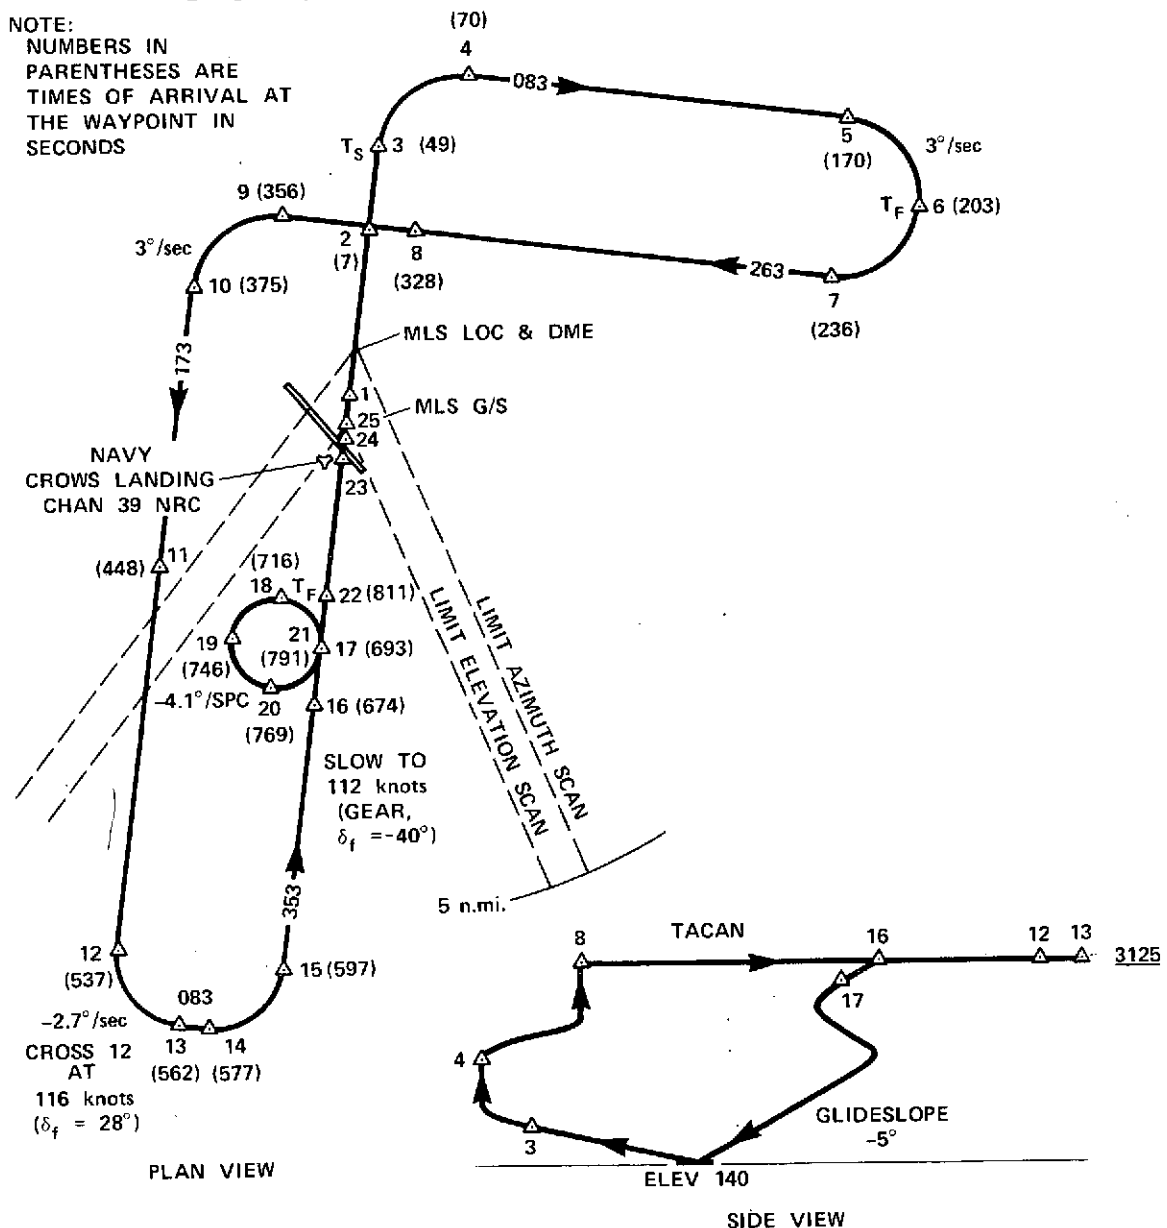 NOTE:
NUMBERS IN
PARENTHESES ARE
TIMES OF ARRIVAL AT
THE WAYPOINT IN
SECONDS
(70)
4
083
5
(170)
3°/sec
T_S
3 (49)
T_F
6 (203)
9 (356)
3°/sec
2
(7)
8
(328)
263
7
(236)
10 (375)
173
MLS LOC & DME
1
25
MLS G/S
24
23
NAVY
CROWS LANDING
CHAN 39 NRC
(448)
11
(716)
18
T_F
22 (811)
19
(746)
21
(791)
17 (693)
-4.1°/SPC
20
(769)
16 (674)
LIMIT ELEVATION SCAN
LIMIT AZIMUTH SCAN
SLOW TO
112 knots
(GEAR,
δ_f =-40°)
353
5 n.mi.
12
(537)
15 (597)
083
-2.7°/sec
13
(562)
14
(577)
CROSS 12
AT
116 knots
(δ_f = 28°)
PLAN VIEW
8
TACAN
16
12
13
3125
17
4
3
GLIDESLOPE
-5°
ELEV 140
SIDE VIEW